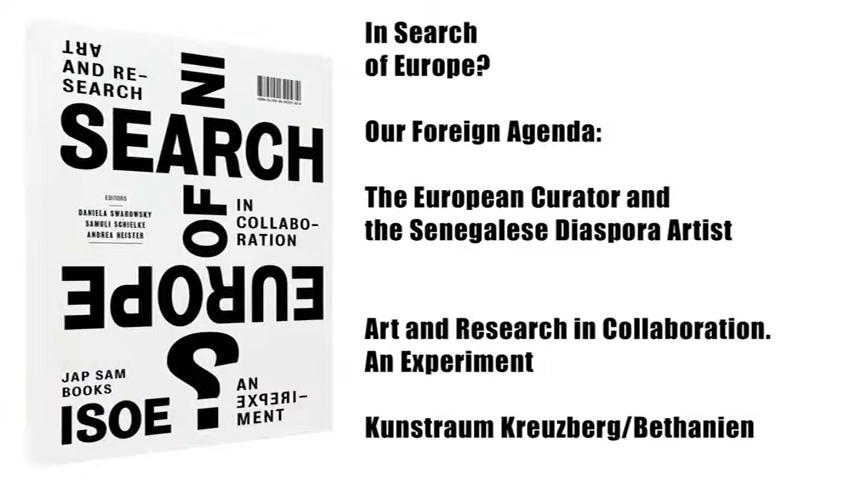 ART
AND RE-
SEARCH
IN
SEARCH
EDITORS
DANIELA SWAROWSKY
SAMULI SCHIELKE
ANDREA HEISTER
OF
IN
COLLABO-
RATION
EUROPE
?
JAP SAM
BOOKS
ISOE
AN
EXPERI-
MENT
In Search
of Europe?
Our Foreign Agenda:
The European Curator and
the Senegalese Diaspora Artist
Art and Research in Collaboration.
An Experiment
Kunstraum Kreuzberg/Bethanien